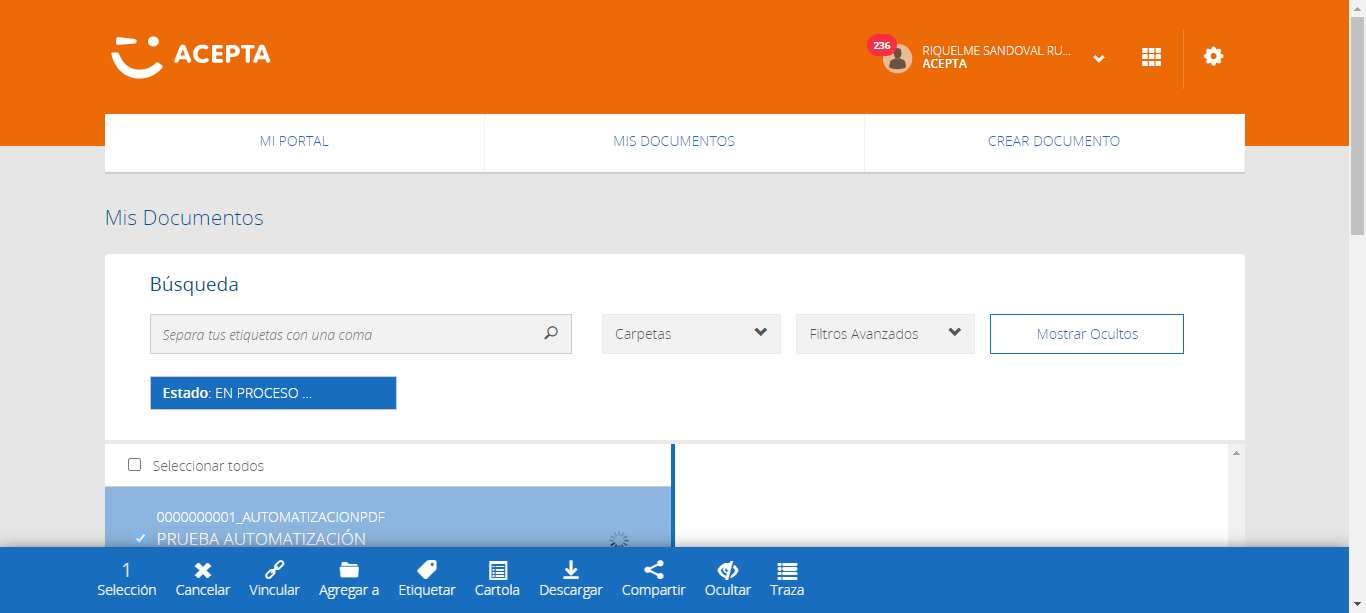 ACEPTA
236
RIQUELME SANDOVAL RU...
ACEPTA
MI PORTAL
MIS DOCUMENTOS
CREAR DOCUMENTO
Mis Documentos
Búsqueda
Separa tus etiquetas con una coma
Carpetas
Filtros Avanzados
Mostrar Ocultos
Estado: EN PROCESO ...
Seleccionar todos
0000000001_AUTOMATIZACIONPDF
PRUEBA AUTOMATIZACIÓN
1
Selección
Cancelar
Vincular
Agregar a
Etiquetar
Cartola
Descargar
Compartir
Ocultar
Traza